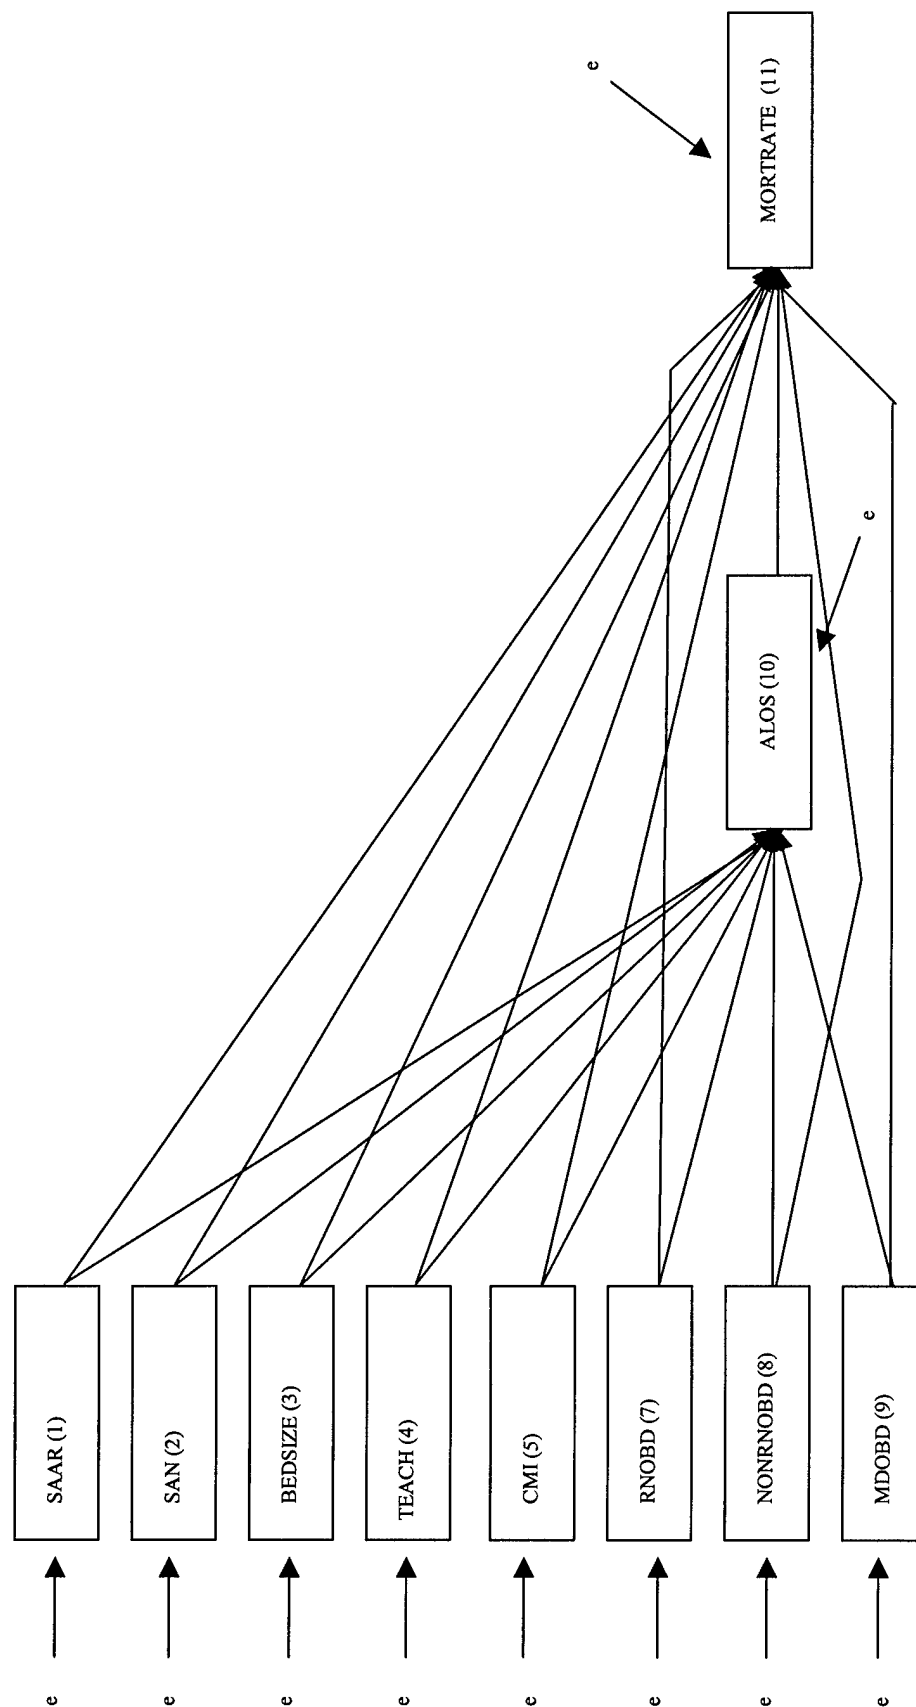 e
SAAR (1)
e
SAN (2)
e
BEDSIZE (3)
e
TEACH (4)
e
CMI (5)
e
RNOBD (7)
e
NONRNOBD (8)
e
MDOBD (9)
ALOS (10)
e
MORTRATE (11)
e